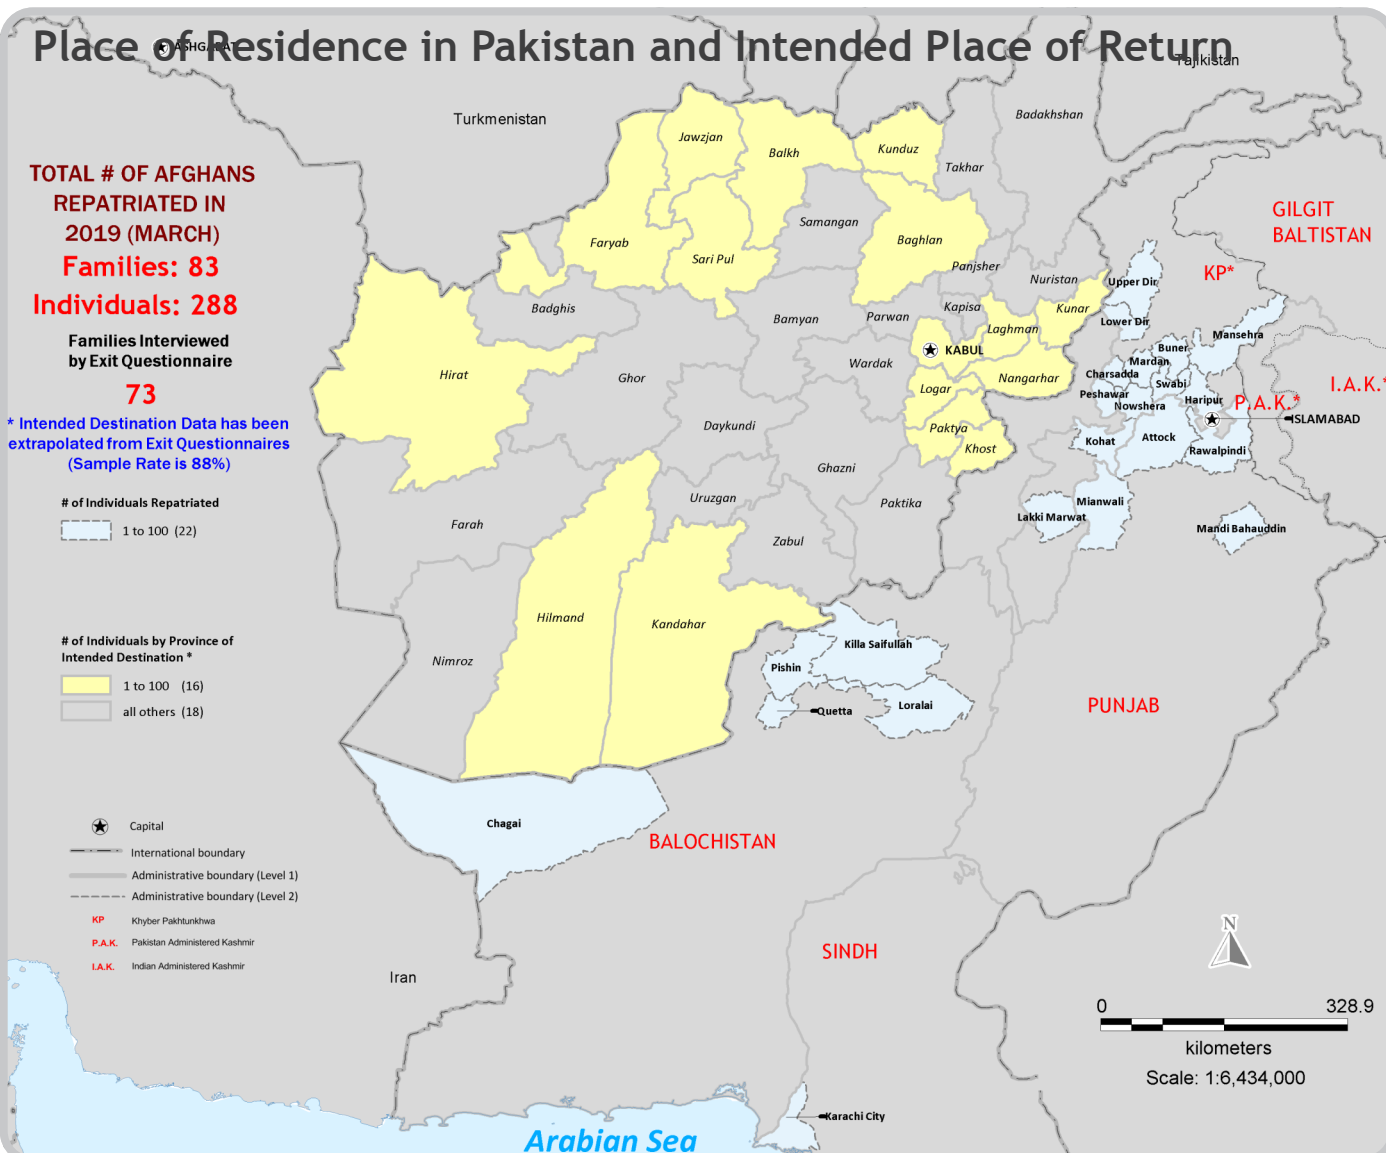 Place of Residence in Pakistan and Intended Place of Return
ASHGABAT
Tajikistan
Turkmenistan
Badakhshan
Jawzjan
Balkh
Kunduz
Takhar
TOTAL # OF AFGHANS
REPATRIATED IN
2019 (MARCH)
Families: 83
Individuals: 288
Families Interviewed
by Exit Questionnaire
73
* Intended Destination Data has been
extrapolated from Exit Questionnaires
(Sample Rate is 88%)
# of Individuals Repatriated
1 to 100 (22)
# of Individuals by Province of
Intended Destination *
1 to 100 (16)
all others (18)
Capital
International boundary
Administrative boundary (Level 1)
Administrative boundary (Level 2)
KP Khyber Pakhtunkhwa
P.A.K. Pakistan Administered Kashmir
I.A.K. Indian Administered Kashmir
Samangan
Faryab
Sari Pul
Baghlan
Panjsher
Nuristan
Badghis
Bamyan
Parwan
Kapisa
Laghman
Kunar
KABUL
Hirat
Ghor
Wardak
Logar
Nangarhar
Daykundi
Paktya
Khost
Ghazni
Uruzgan
Paktika
Farah
Zabul
Hilmand
Kandahar
Nimroz
GILGIT
BALTISTAN
KP*
Upper Dir
Lower Dir
Mansehra
Buner
Mardan
Charsadda
Swabi
Peshawar
Nowshera
Haripur
P.A.K.*
I.A.K.*
ISLAMABAD
Kohat
Attock
Rawalpindi
Mianwali
Lakki Marwat
Mandi Bahauddin
Killa Saifullah
Pishin
Quetta
Loralai
PUNJAB
Chagai
BALOCHISTAN
SINDH
Iran
N
0 328.9
kilometers
Scale: 1:6,434,000
Karachi City
Arabian Sea